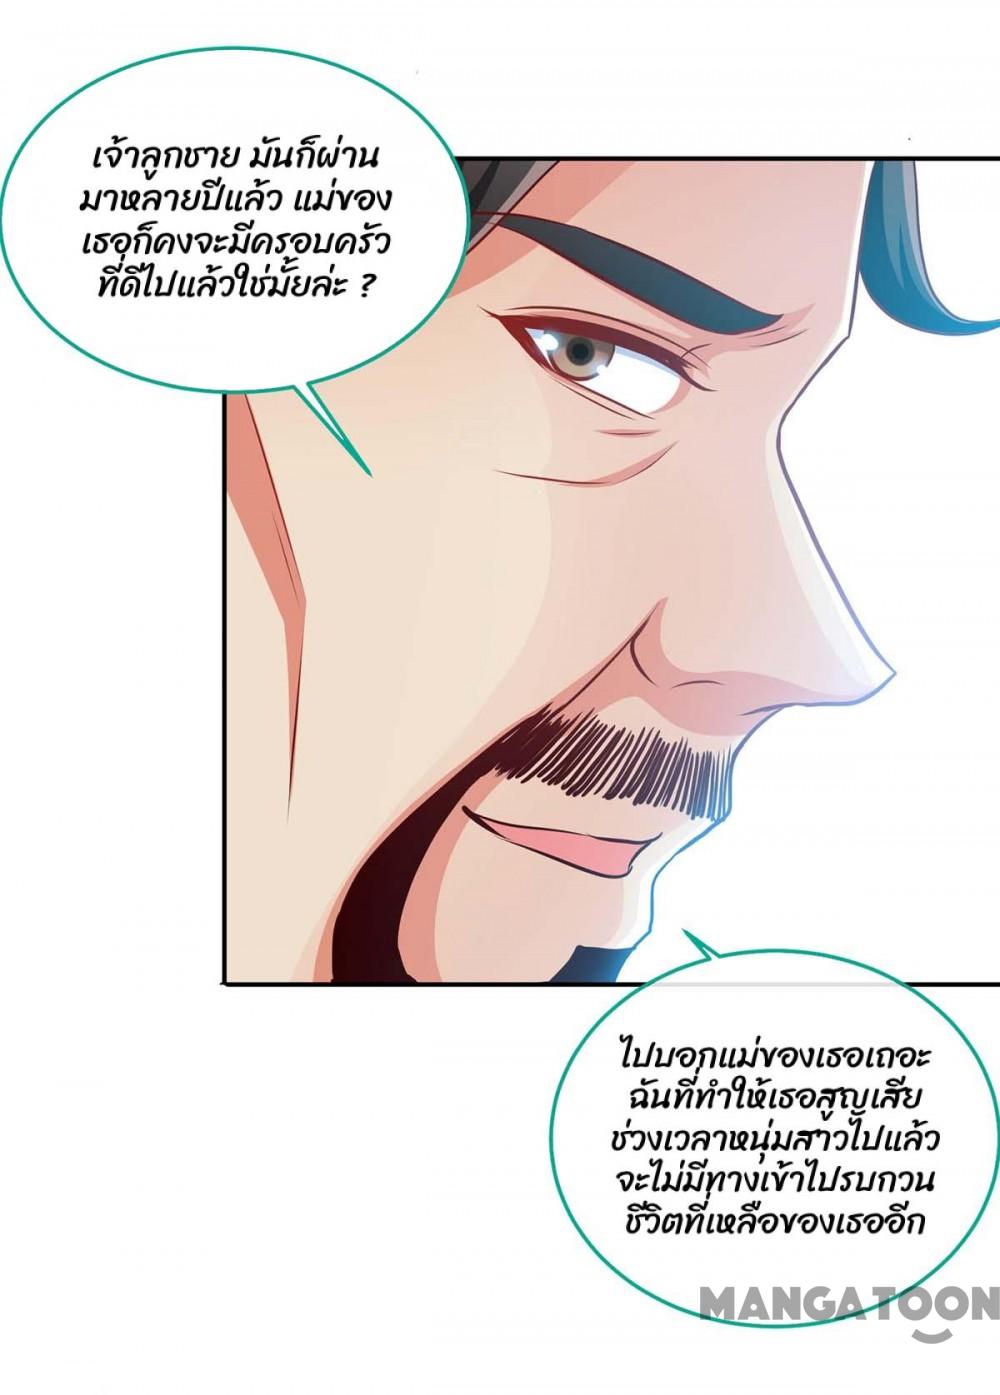 เจ้าลูกชาย มันก็ผ่าน
มาหลายปีแล้ว แม่ของ
เธอก็คงจะมีครอบครัว
ที่ดีไปแล้วใช่มั้ยล่ะ ?
ไปบอกแม่ของเธอเถอะ
ฉันที่ทำให้เธอสูญเสีย
ช่วงเวลาหนุ่มสาวไปแล้ว
จะไม่มีทางเข้าไปรบกวน
ชีวิตที่เหลือของเธออีก
MANGATOON